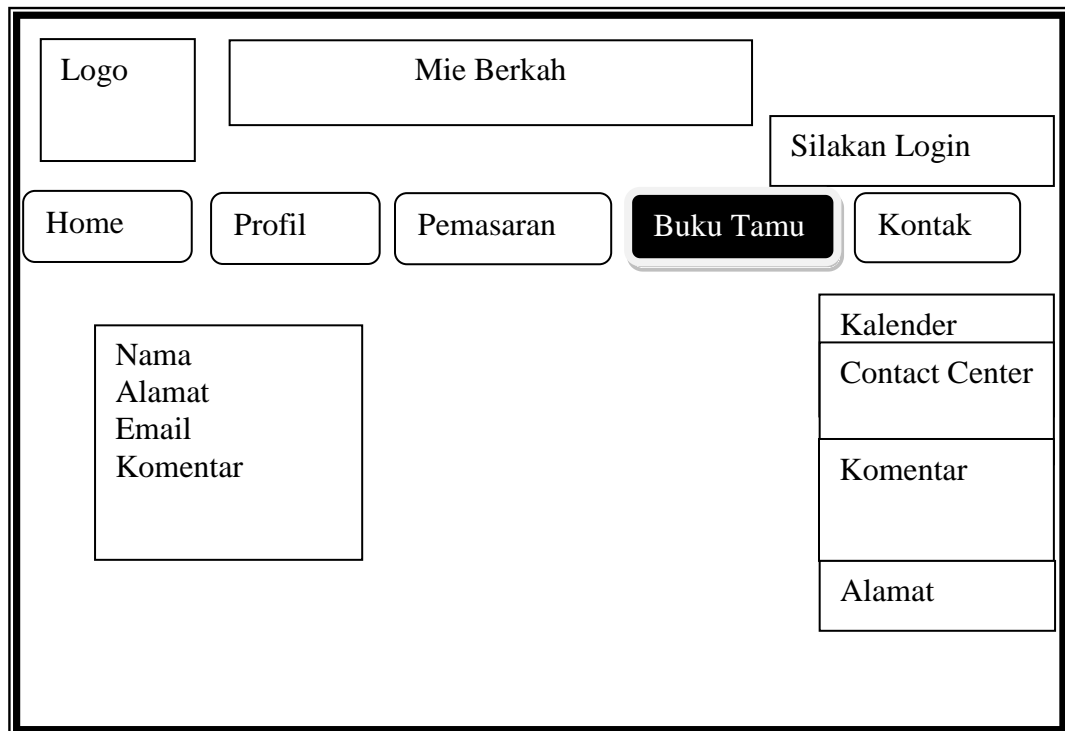 Logo
Mie Berkah
Silakan Login
Home
Profil
Pemasaran
Buku Tamu
Kontak
Nama
Alamat
Email
Komentar
Kalender
Contact Center
Komentar
Alamat